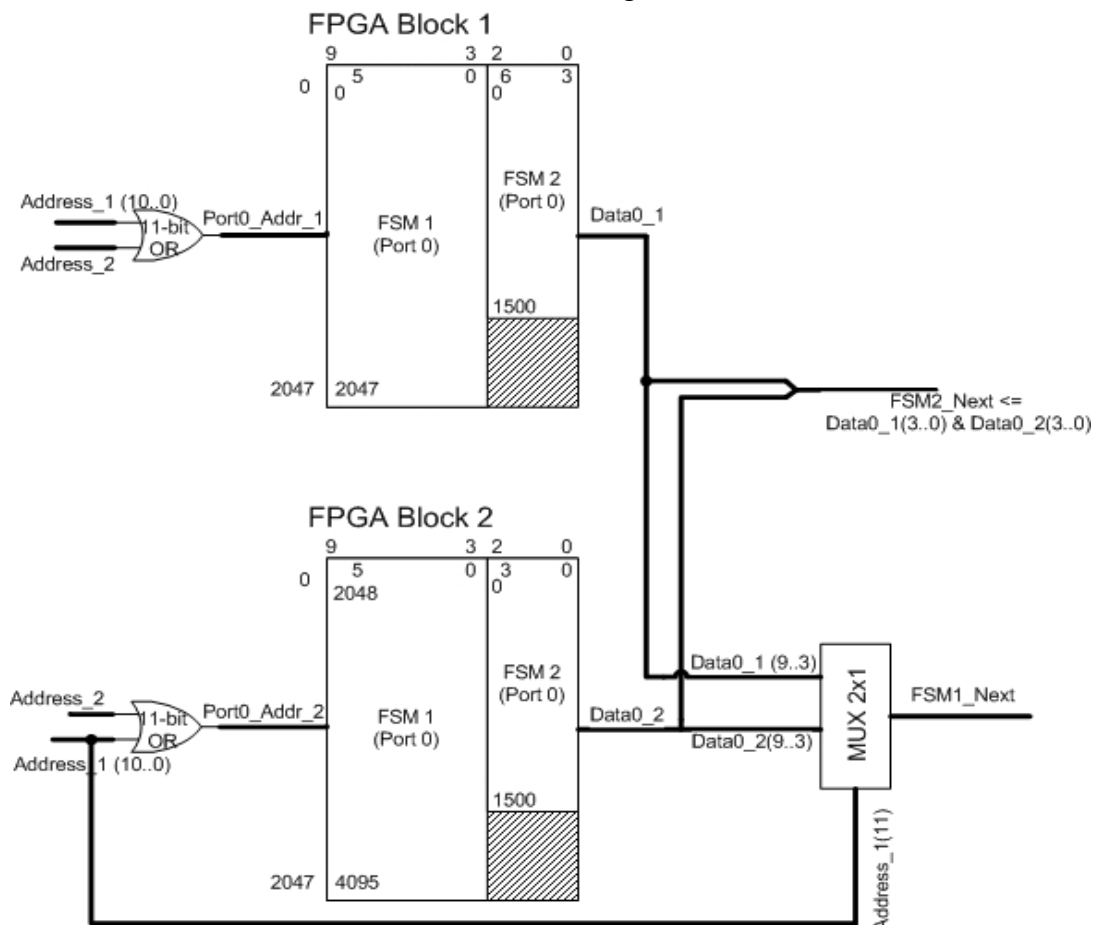 FPGA Block 1
9 3 2 0
0 5 0 6 3
0 0
Address_1 (10..0)
11-bit
OR
Address_2
Port0_Addr_1
FSM 1
(Port 0)
FSM 2
(Port 0)
Data0_1
1500
2047 2047
FSM2_Next <=
Data0_1(3..0) & Data0_2(3..0)
FPGA Block 2
9 3 2 0
0 5 0 3 0
2048 0
Address_2
11-bit
OR
Address_1 (10..0)
Port0_Addr_2
FSM 1
(Port 0)
FSM 2
(Port 0)
Data0_2
1500
2047 4095
Data0_1 (9..3)
Data0_2(9..3)
MUX 2x1
FSM1_Next
Address_1(11)